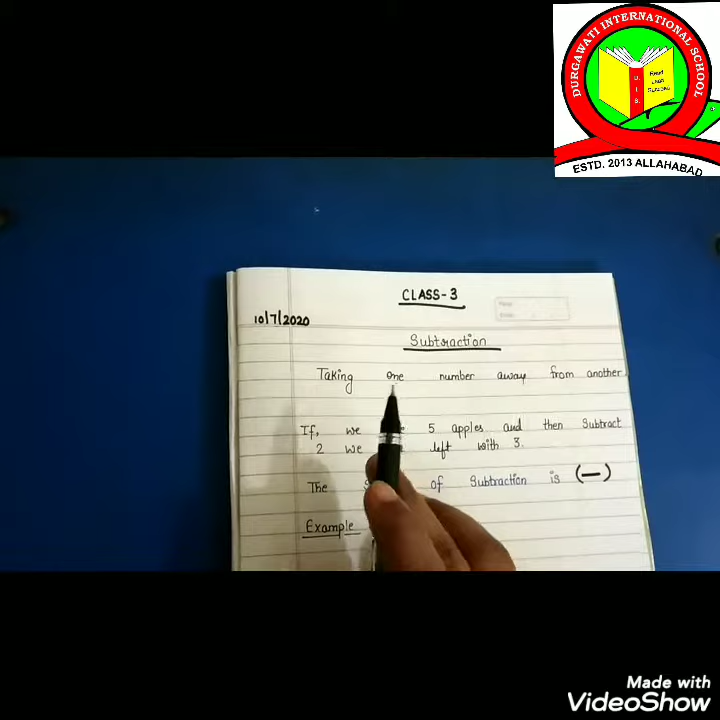 DURGAWATI INTERNATIONAL SCHOOL
D. I. S.
Read
ESTD. 2013 ALLAHABAD
CLASS-3
10/7/2020
Subtraction
Taking one number away from another
If, we 5 apples and then Subtract
2 we left with 3.
The of Subtraction is (—)
Example
Made with
VideoShow